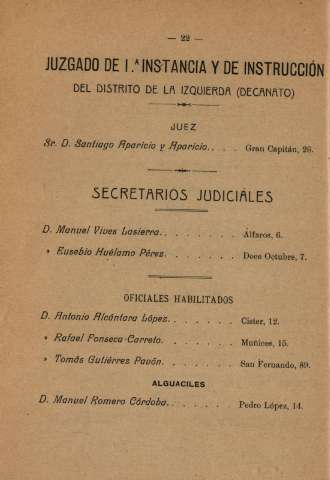 — 22 —
JUZGADO DE 1.ª INSTANCIA Y DE INSTRUCCIÓN
DEL DISTRITO DE LA IZQUIERDA (DECANATO)
JUEZ
Sr. D. Santiago Aparicio y Aparicio. . . . Gran Capitán, 26.
SECRETARIOS JUDICIALES
D. Manuel Vives Lasierra. . . . . . . . Alfaros, 6.
» Eusebio Huélamo Pérez. . . . . . . . Doce Octubre, 7.
OFICIALES HABILITADOS
D. Antonio Alcántara López. . . . . . . Cister, 12.
» Rafael Fonseca Carreto. . . . . . . Muñices, 15.
» Tomás Gutiérrez Pavón. . . . . . . San Fernando, 89.
ALGUACILES
D. Manuel Romero Córdoba. . . . . . . Pedro López, 14.